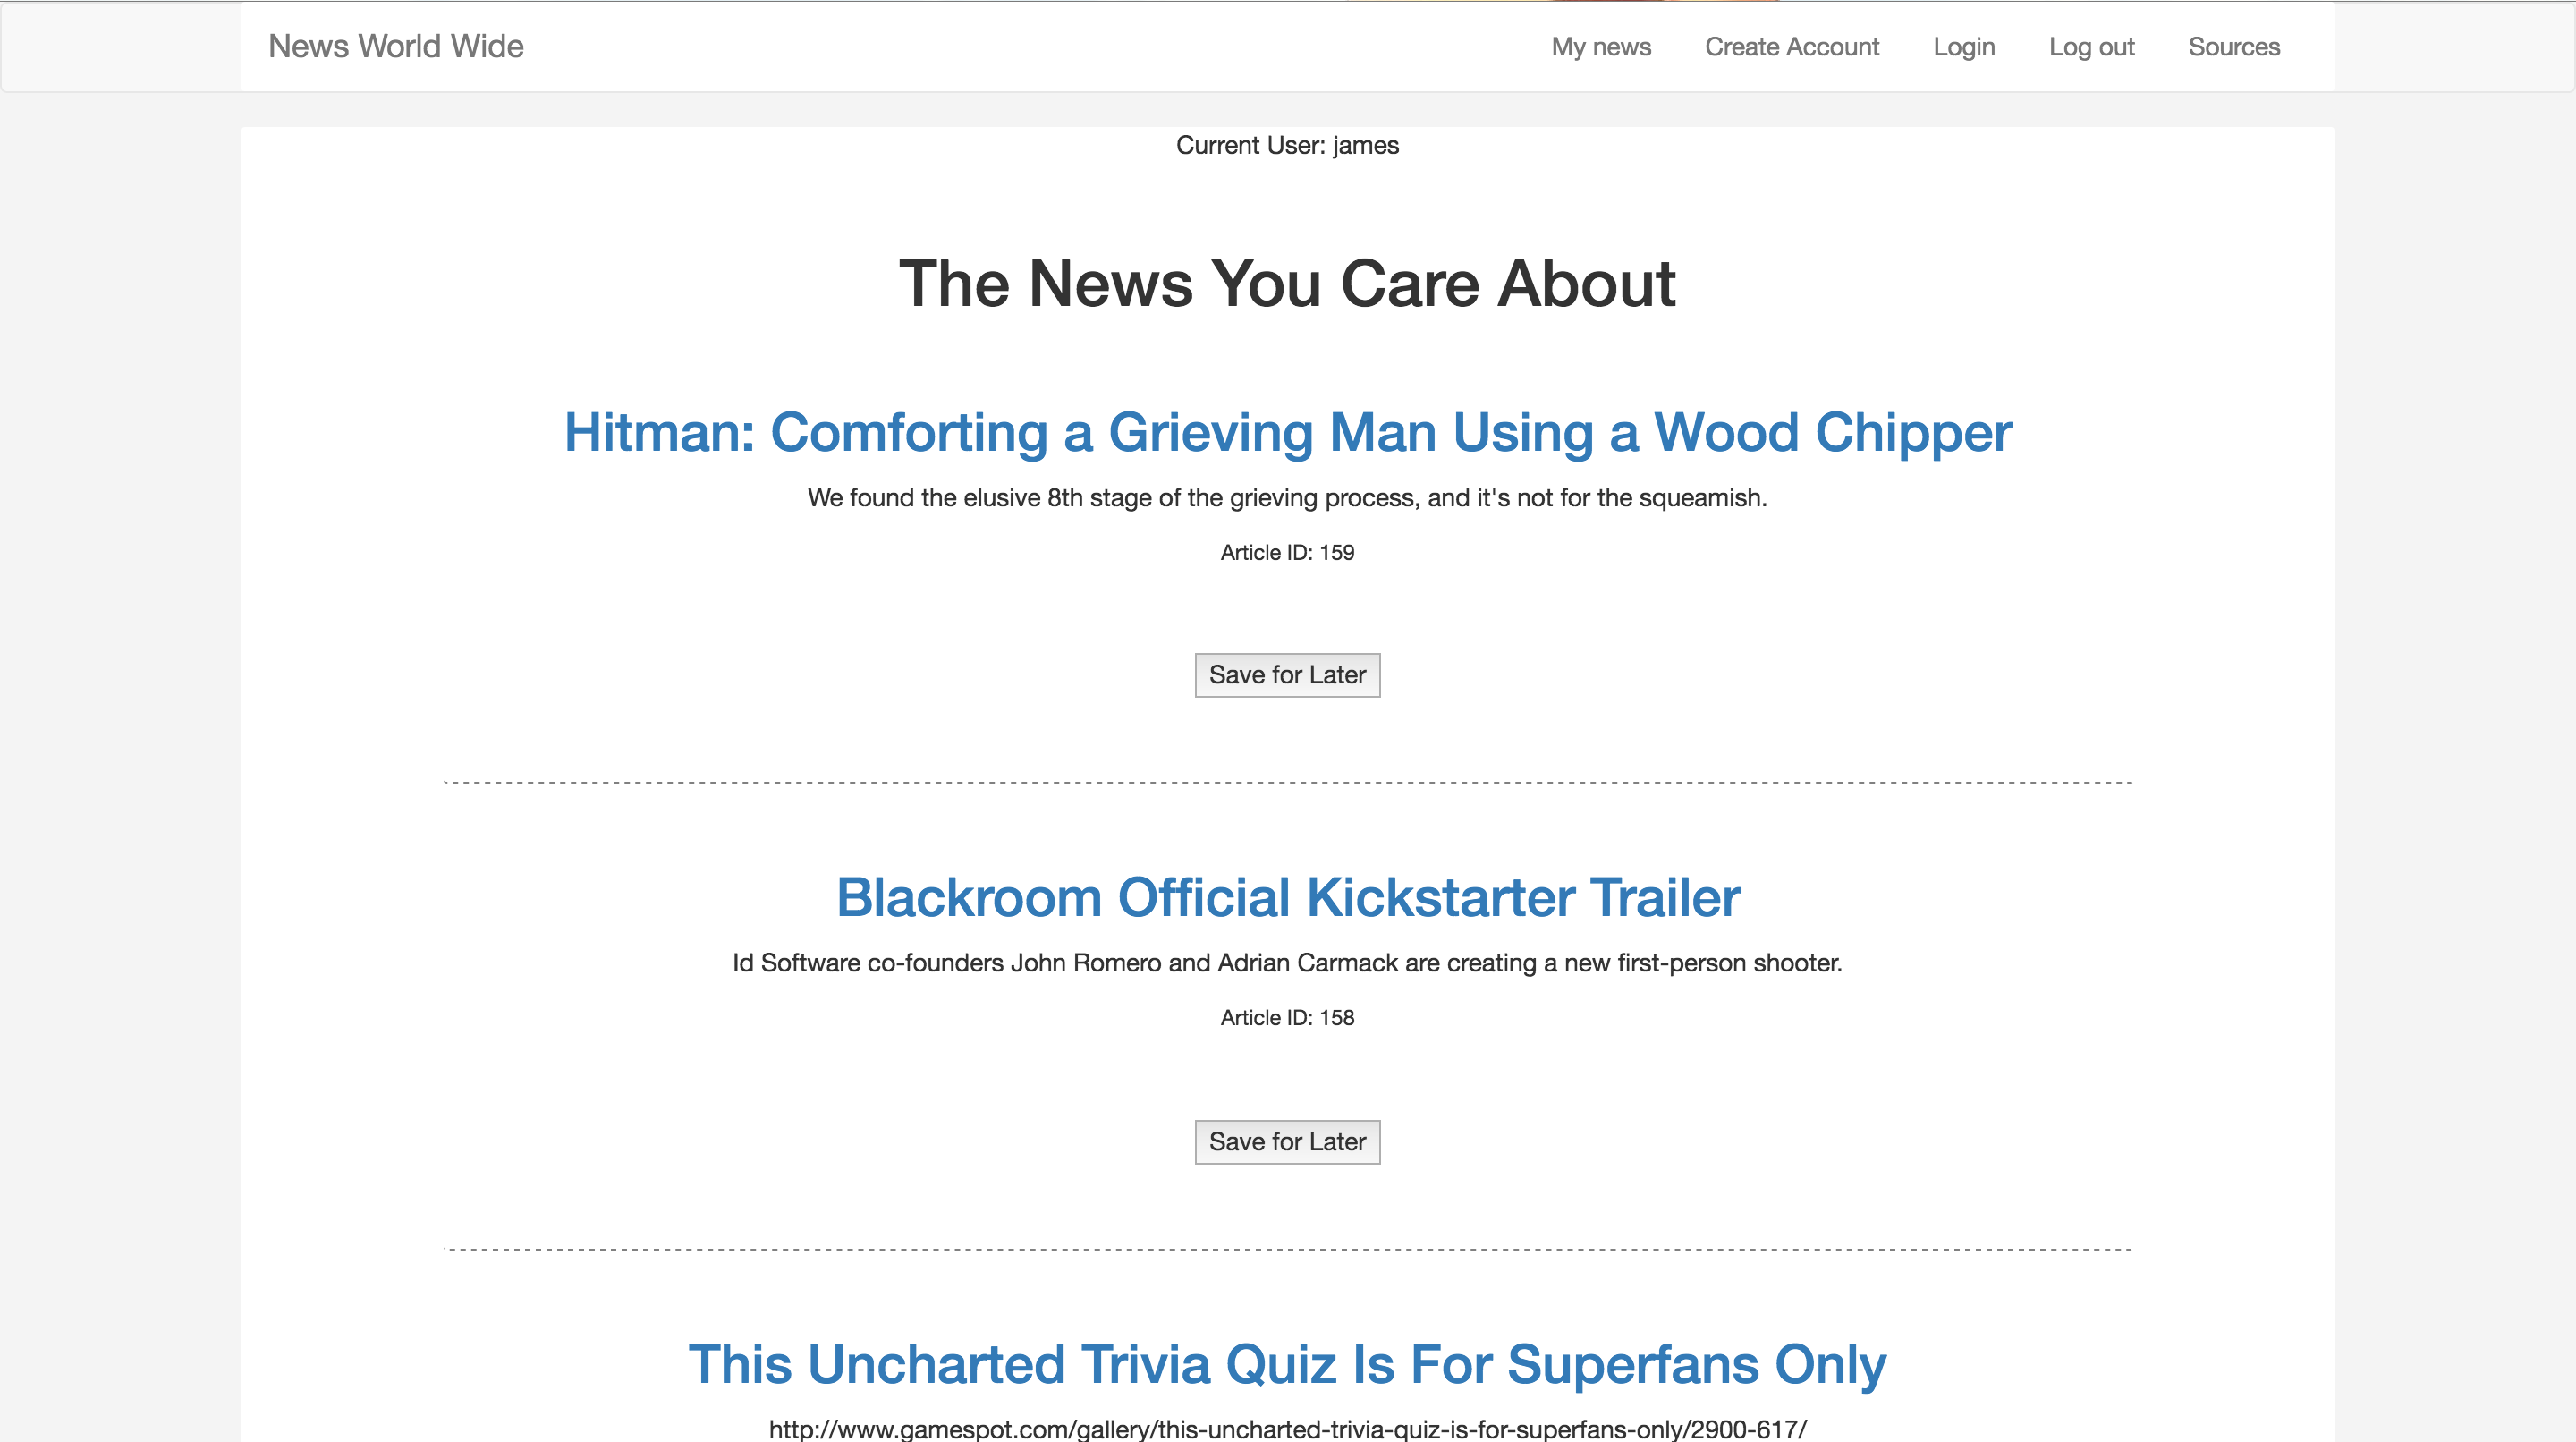 News World Wide My news Create Account Login Log out Sources
Current User: james
The News You Care About
Hitman: Comforting a Grieving Man Using a Wood Chipper
We found the elusive 8th stage of the grieving process, and it's not for the squeamish.
Article ID: 159
Save for Later
Blackroom Official Kickstarter Trailer
Id Software co-founders John Romero and Adrian Carmack are creating a new first-person shooter.
Article ID: 158
Save for Later
This Uncharted Trivia Quiz Is For Superfans Only
http://www.gamespot.com/gallery/this-uncharted-trivia-quiz-is-for-superfans-only/2900-617/